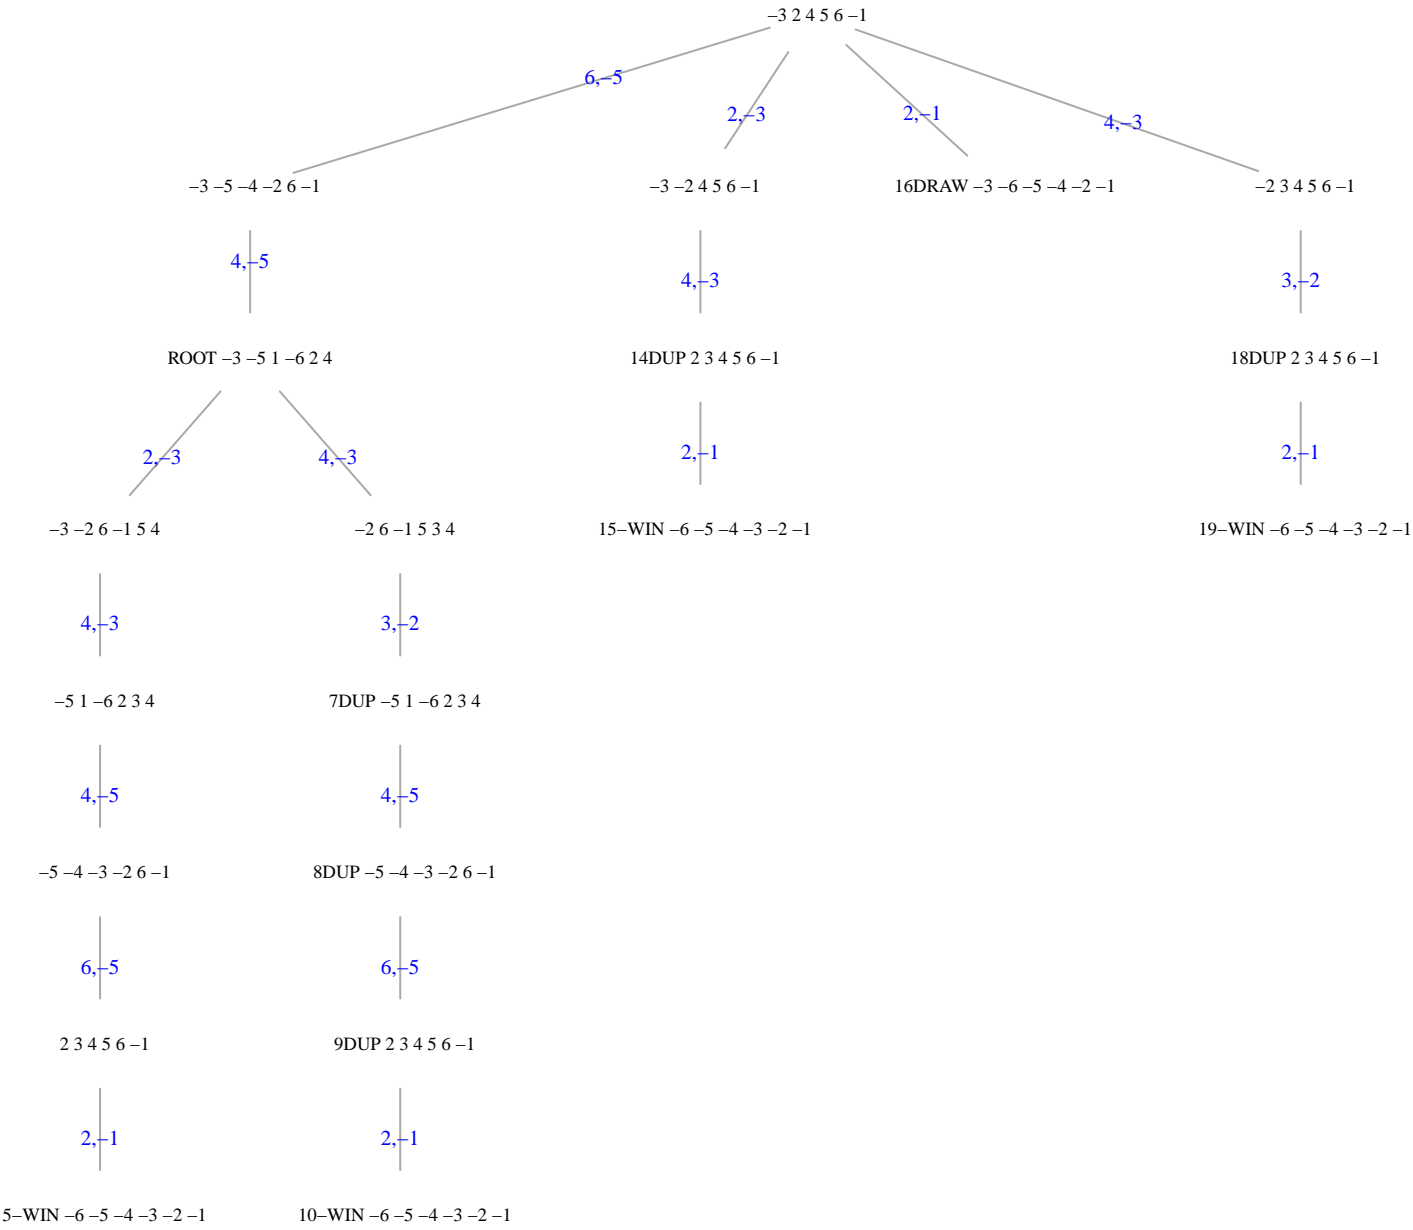 –3 2 4 5 6 –1
6,–5
2,–3
2,–1
4,–3
–3 –5 –4 –2 6 –1
–3 –2 4 5 6 –1
16DRAW –3 –6 –5 –4 –2 –1
–2 3 4 5 6 –1
4,–5
4,–3
3,–2
ROOT –3 –5 1 –6 2 4
14DUP 2 3 4 5 6 –1
18DUP 2 3 4 5 6 –1
2,–3
4,–3
2,–1
2,–1
–3 –2 6 –1 5 4
–2 6 –1 5 3 4
15–WIN –6 –5 –4 –3 –2 –1
19–WIN –6 –5 –4 –3 –2 –1
4,–3
3,–2
–5 1 –6 2 3 4
7DUP –5 1 –6 2 3 4
4,–5
4,–5
–5 –4 –3 –2 6 –1
8DUP –5 –4 –3 –2 6 –1
6,–5
6,–5
2 3 4 5 6 –1
9DUP 2 3 4 5 6 –1
2,–1
2,–1
5–WIN –6 –5 –4 –3 –2 –1
10–WIN –6 –5 –4 –3 –2 –1